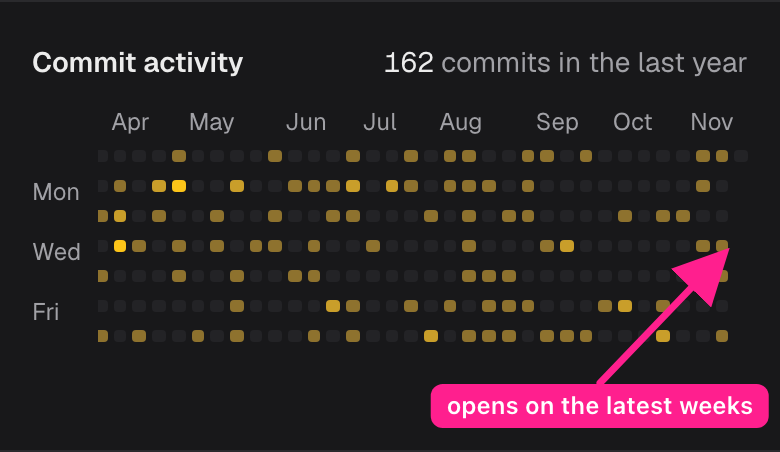 Commit activity
162 commits in the last year
Apr May Jun Jul Aug Sep Oct Nov
Mon
Wed
Fri
opens on the latest weeks